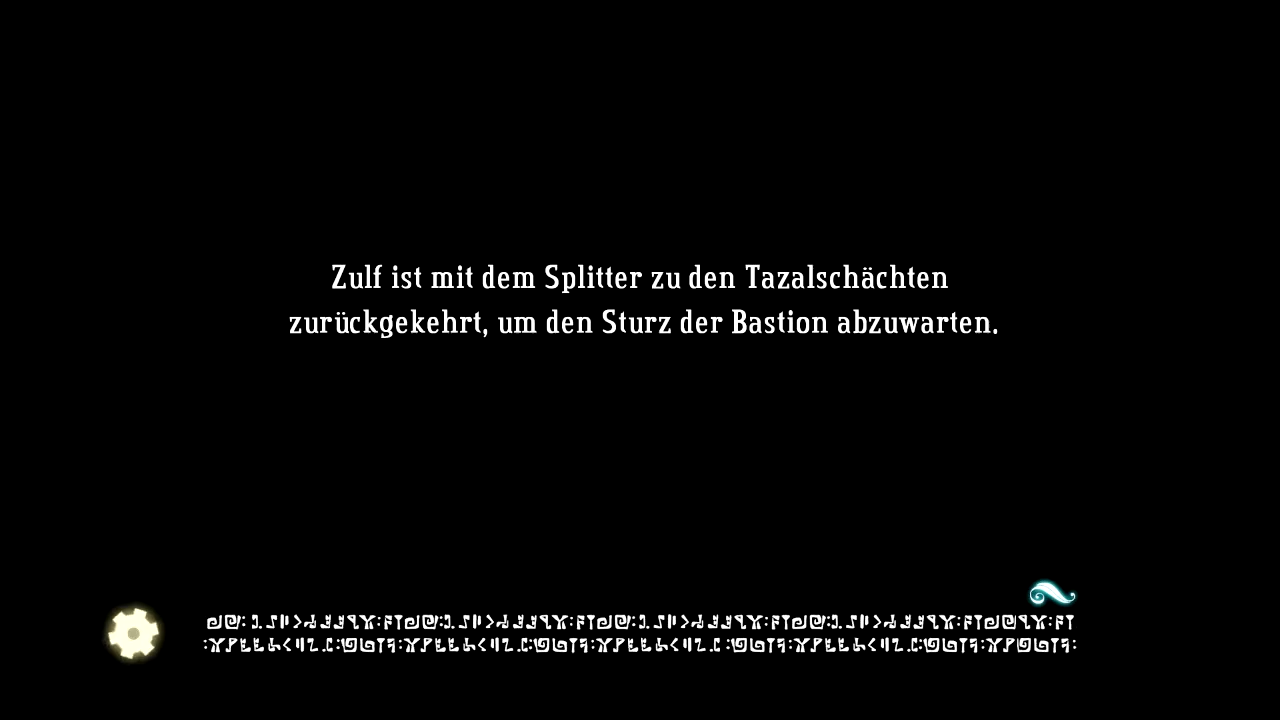 Zulf ist mit dem Splitter zu den Tazalschächten
zurückgekehrt, um den Sturz der Bastion abzuwarten.